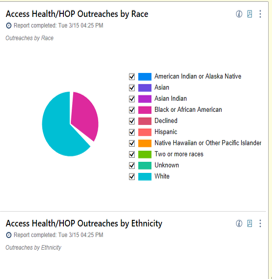 Access Health/HOP Outreaches by Race
Report completed: Tue 3/15 04:25 PM
Outreaches by Race
American Indian or Alaska Native
Asian
Asian Indian
Black or African American
Declined
Hispanic
Native Hawaiian or Other Pacific Islander
Two or more races
Unknown
White
Access Health/HOP Outreaches by Ethnicity
Report completed: Tue 3/15 04:25 PM
Outreaches by Ethnicity